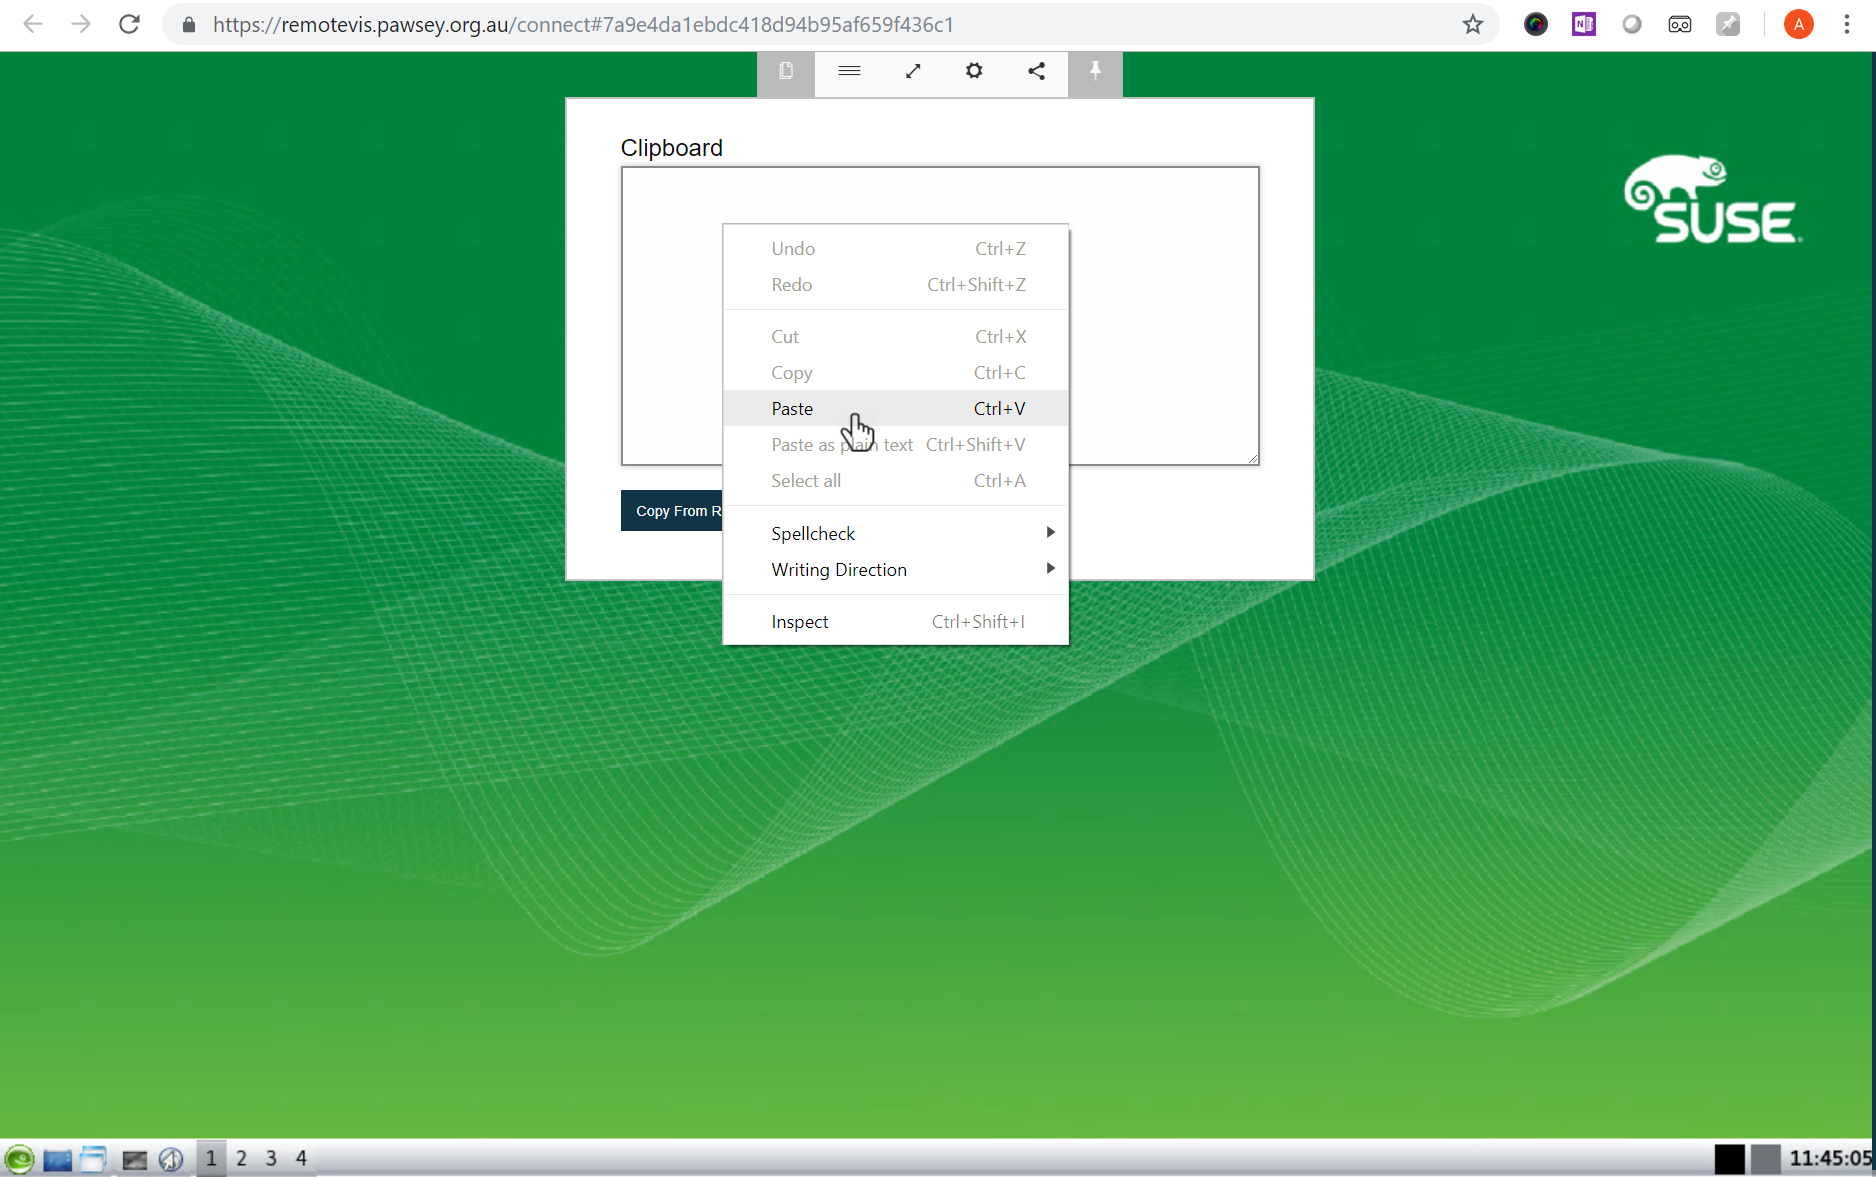 https://remotevis.pawsey.org.au/connect#7a9e4da1ebdc418d94b95af659f436c1
A
Clipboard
SUSE
Undo Ctrl+Z
Redo Ctrl+Shift+Z
Cut Ctrl+X
Copy Ctrl+C
Paste Ctrl+V
Paste as plain text Ctrl+Shift+V
Select all Ctrl+A
Copy From R
Spellcheck
Writing Direction
Inspect Ctrl+Shift+I
1 2 3 4
11:45:05